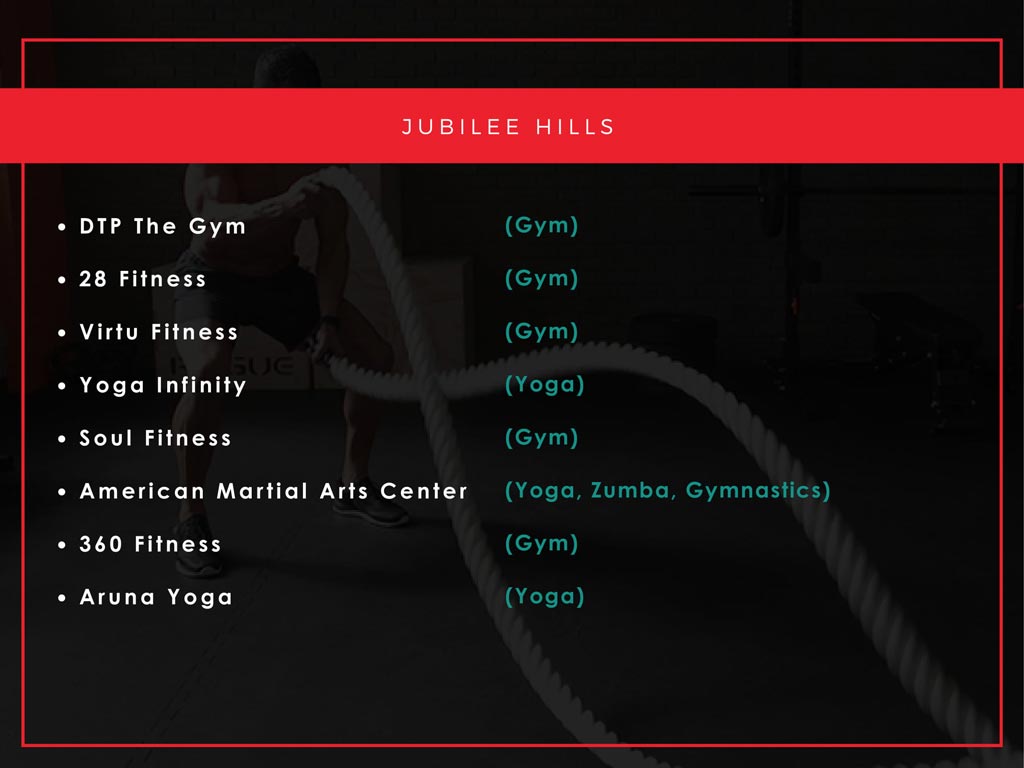 JUBILEE HILLS
• DTP The Gym (Gym)
• 28 Fitness (Gym)
• Virtu Fitness (Gym)
• Yoga Infinity (Yoga)
• Soul Fitness (Gym)
• American Martial Arts Center (Yoga, Zumba, Gymnastics)
• 360 Fitness (Gym)
• Aruna Yoga (Yoga)